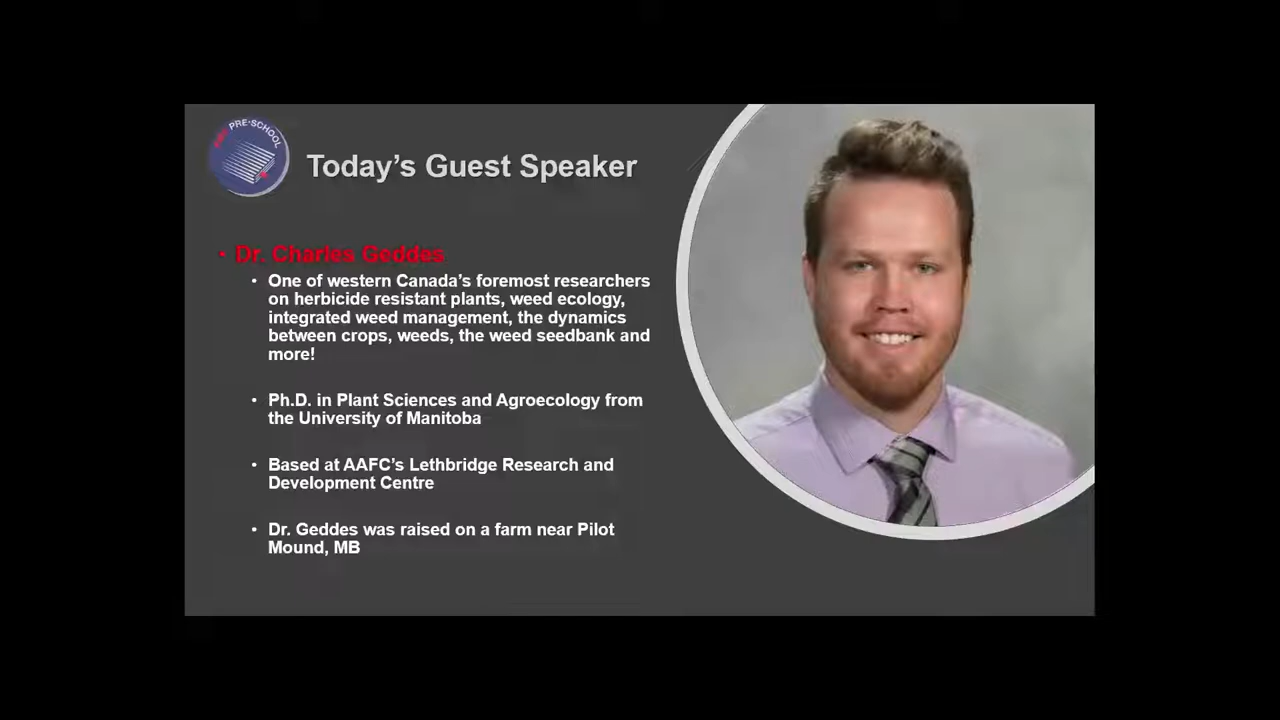 PRE-SCHOOL
Today's Guest Speaker
• Dr. Charles Geddes
• One of western Canada's foremost researchers
on herbicide resistant plants, weed ecology,
integrated weed management, the dynamics
between crops, weeds, the weed seedbank and
more!
• Ph.D. in Plant Sciences and Agroecology from
the University of Manitoba
• Based at AAFC's Lethbridge Research and
Development Centre
• Dr. Geddes was raised on a farm near Pilot
Mound, MB